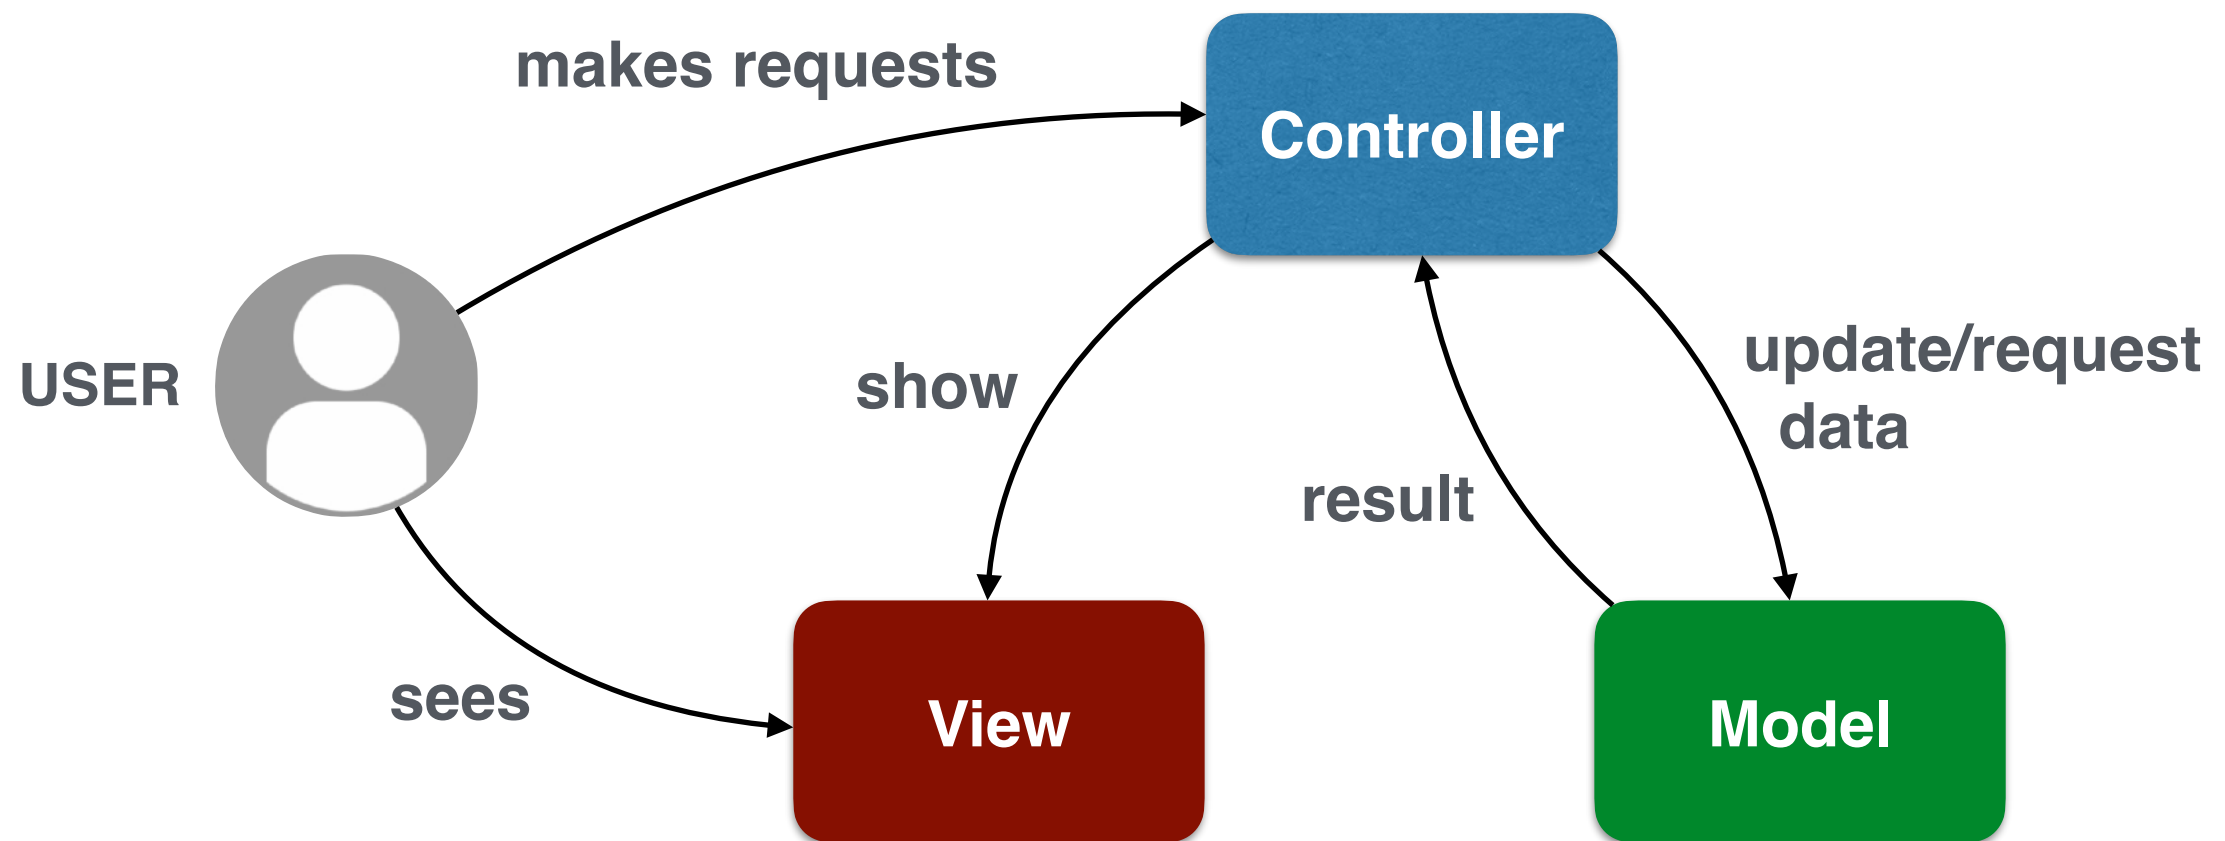 makes requests
Controller
USER
show
update/request
data
result
sees
View
Model